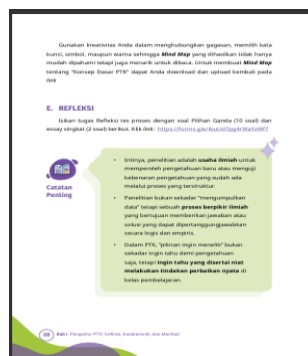 Gunakan kreativitas Anda dalam menghubungkan gagasan, memilih kata
kunci, simbol, maupun warna sehingga Mind Map yang dihasilkan tidak hanya
mudah dipahami tetapi juga menarik untuk dibaca. Untuk membuat Mind Map
tentang "Konsep Dasar PTK" dapat Anda download dan upload kembali pada
link
E. REFLEKSI
Isikan tugas Refleksi tes proses dengan soal Pilihan Ganda (10 soal) dan
essay singkat (2 soal) berikut. Klik link:
Catatan
Penting
• Intinya, penelitian adalah usaha ilmiah untuk
memperoleh pengetahuan baru atau menguji
kebenaran pengetahuan yang sudah ada
melalui proses yang terstruktur.
• Penelitian bukan sekadar "mengumpulkan
data" tetapi sebuah proses berpikir ilmiah
yang bertujuan memberikan jawaban atau
solusi yang dapat dipertanggungjawabkan
secara logis dan empiris.
• Dalam PTK, "pikiran ingin meneliti" bukan
sekadar ingin tahu demi pengetahuan
saja, tetapi ingin tahu yang disertai niat
melakukan tindakan perbaikan nyata di
kelas pembelajaran.
28 Bab I Pengantar PTK: Definisi, Karakteristik, dan Manfaat